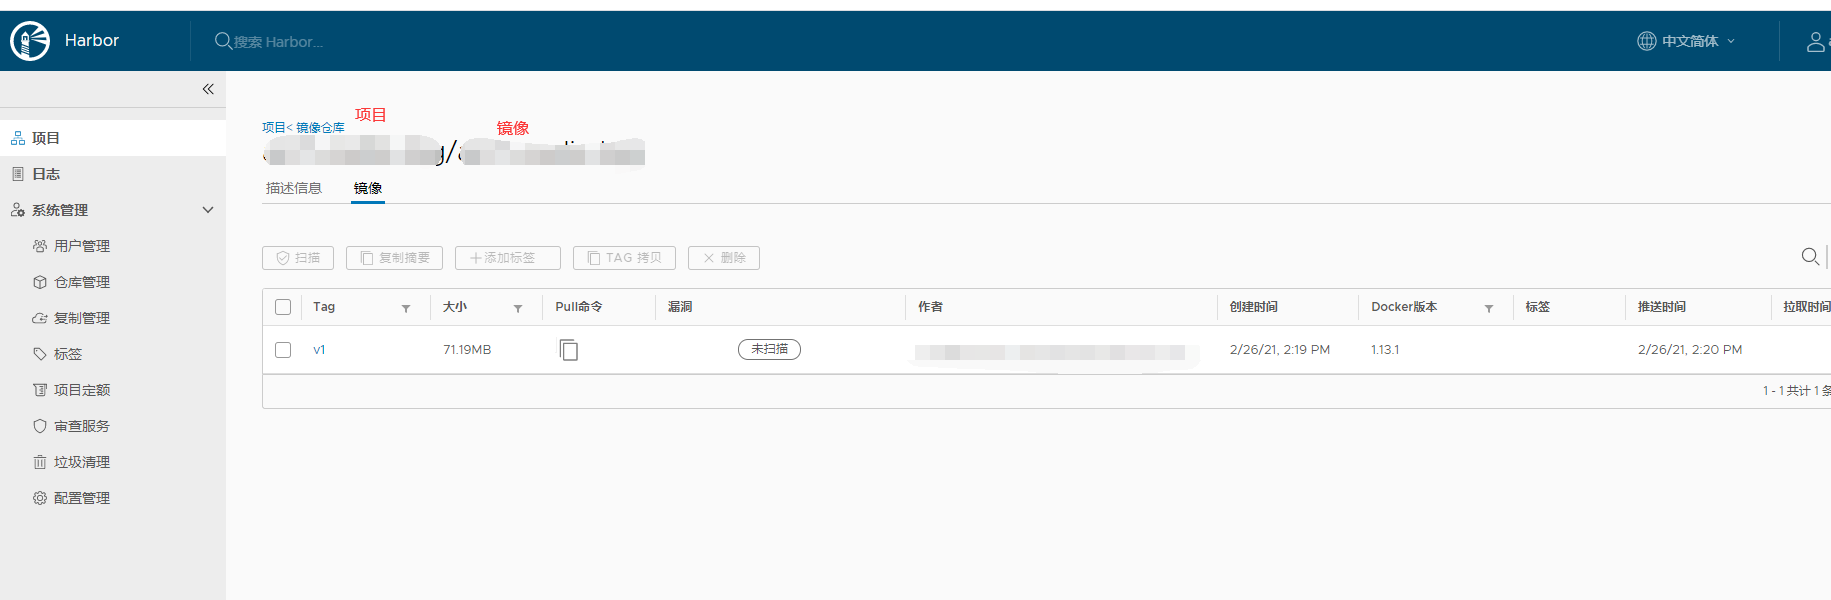 Harbor
搜索 Harbor...
中文简体
项目
日志
系统管理
用户管理
仓库管理
复制管理
标签
项目定额
审查服务
垃圾清理
配置管理
项目
镜像
项目< 镜像仓库
g/
描述信息 镜像
扫描 复制摘要 添加标签 TAG 拷贝 删除
Tag 大小 Pull命令 漏洞 作者 创建时间 Docker版本 标签 推送时间 拉取时间
v1 71.19MB 未扫描 2/26/21, 2:19 PM 1.13.1 2/26/21, 2:20 PM
1 - 1 共计 1 条